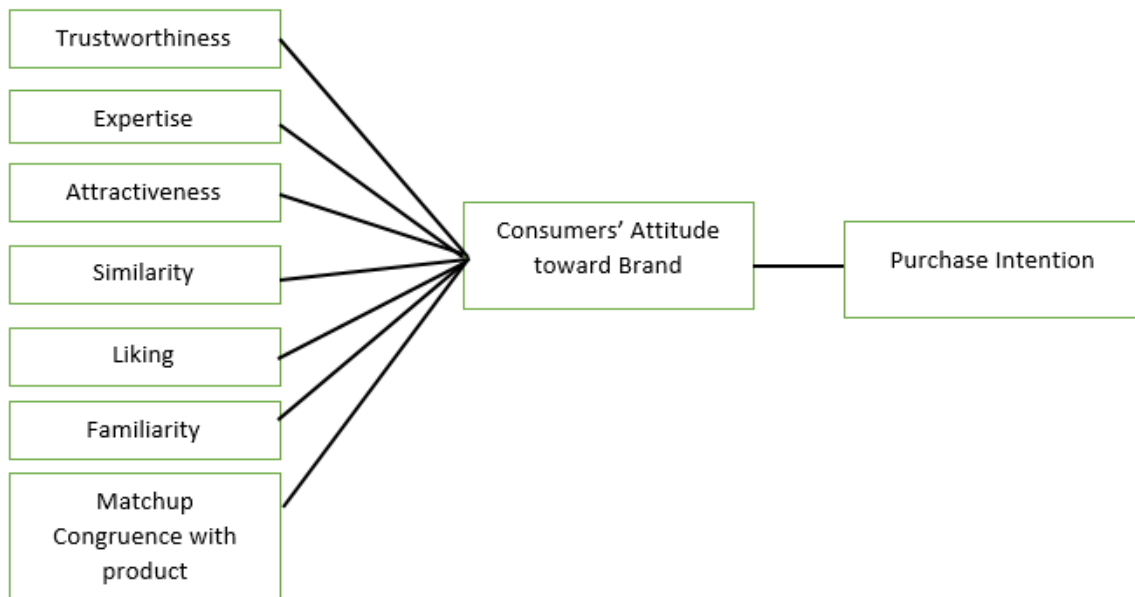 Trustworthiness
Expertise
Attractiveness
Similarity
Liking
Familiarity
Matchup
Congruence with
product
Consumers’ Attitude
toward Brand
Purchase Intention